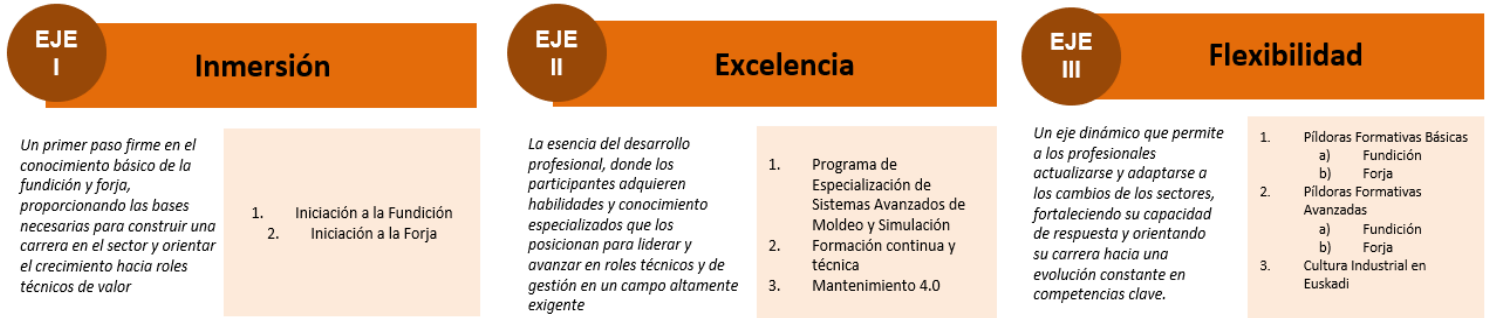 EJE
I
Inmersión
Un primer paso firme en el
conocimiento básico de la
fundición y forja,
proporcionando las bases
necesarias para construir una
carrera en el sector y orientar
el crecimiento hacia roles
técnicos de valor
1. Iniciación a la Fundición
2. Iniciación a la Forja
EJE
II
Excelencia
La esencia del desarrollo
profesional, donde los
participantes adquieren
habilidades y conocimiento
especializados que los
posicionan para liderar y
avanzar en roles técnicos y de
gestión en un campo altamente
exigente
1. Programa de
Especialización de
Sistemas Avanzados de
Moldeo y Simulación
2. Formación continua y
técnica
3. Mantenimiento 4.0
EJE
III
Flexibilidad
Un eje dinámico que permite
a los profesionales
actualizarse y adaptarse a
los cambios de los sectores,
fortaleciendo su capacidad
de respuesta y orientando
su carrera hacia una
evolución constante en
competencias clave.
1. Píldoras Formativas Básicas
a) Fundición
b) Forja
2. Píldoras Formativas
Avanzadas
a) Fundición
b) Forja
3. Cultura Industrial en
Euskadi